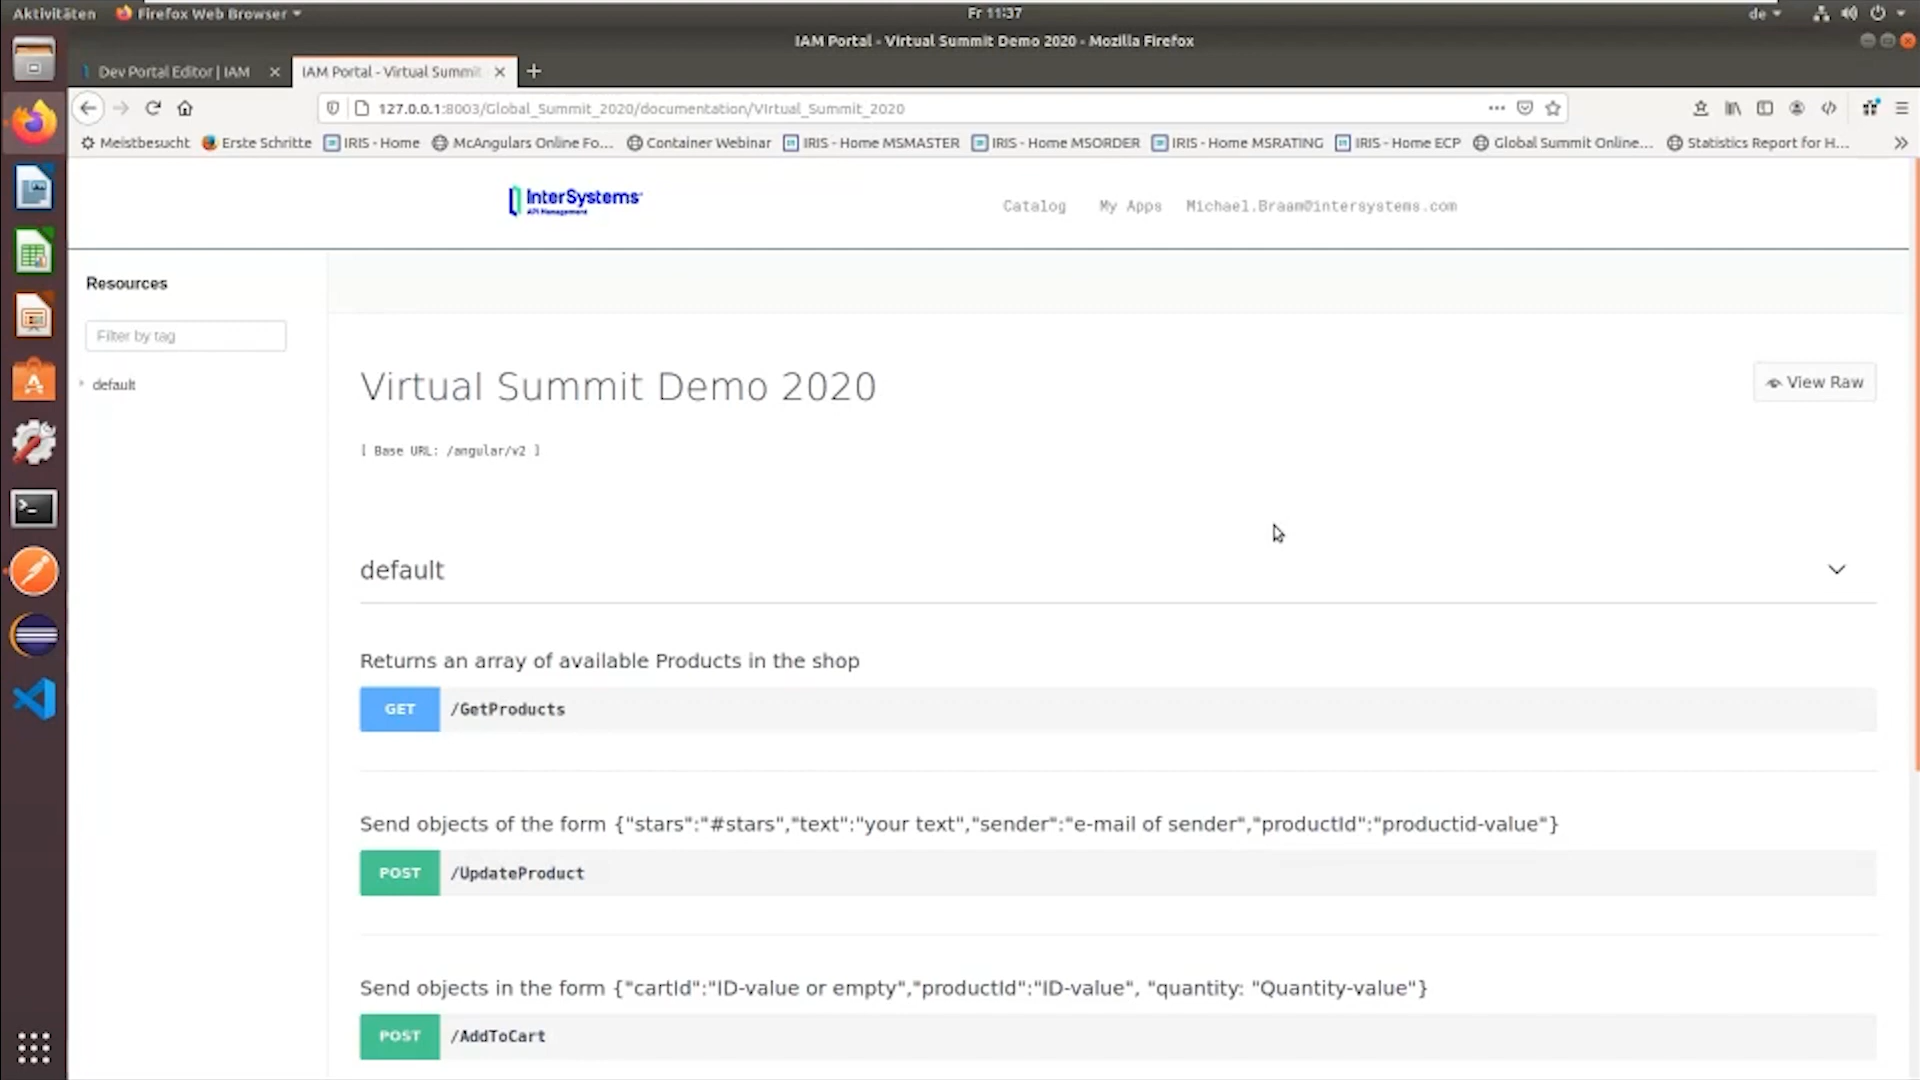 Aktivitäten
Firefox Web Browser
Fr 11:37
de
IAM Portal - Virtual Summit Demo 2020 - Mozilla Firefox
Dev Portal Editor | IAM
IAM Portal - Virtual Summit
127.0.0.1:8003/Global_Summit_2020/documentation/Virtual_Summit_2020
Meistbesucht
Erste Schritte
IRIS - Home
McAngulars Online Fo...
Container Webinar
IRIS - Home MSMASTER
IRIS - Home MSORDER
IRIS - Home MSRATING
IRIS - Home ECP
Global Summit Online...
Statistics Report for H...
InterSystems
API Management
Catalog
My Apps
Michael.Braam@intersystems.com
Resources
Filter by tag
default
Virtual Summit Demo 2020
View Raw
[ Base URL: /angular/v2 ]
default
Returns an array of available Products in the shop
GET /GetProducts
Send objects of the form {"stars":"#stars","text":"your text","sender":"e-mail of sender","productId":"productid-value"}
POST /UpdateProduct
Send objects in the form {"cartId":"ID-value or empty","productId":"ID-value", "quantity: "Quantity-value"}
POST /AddToCart